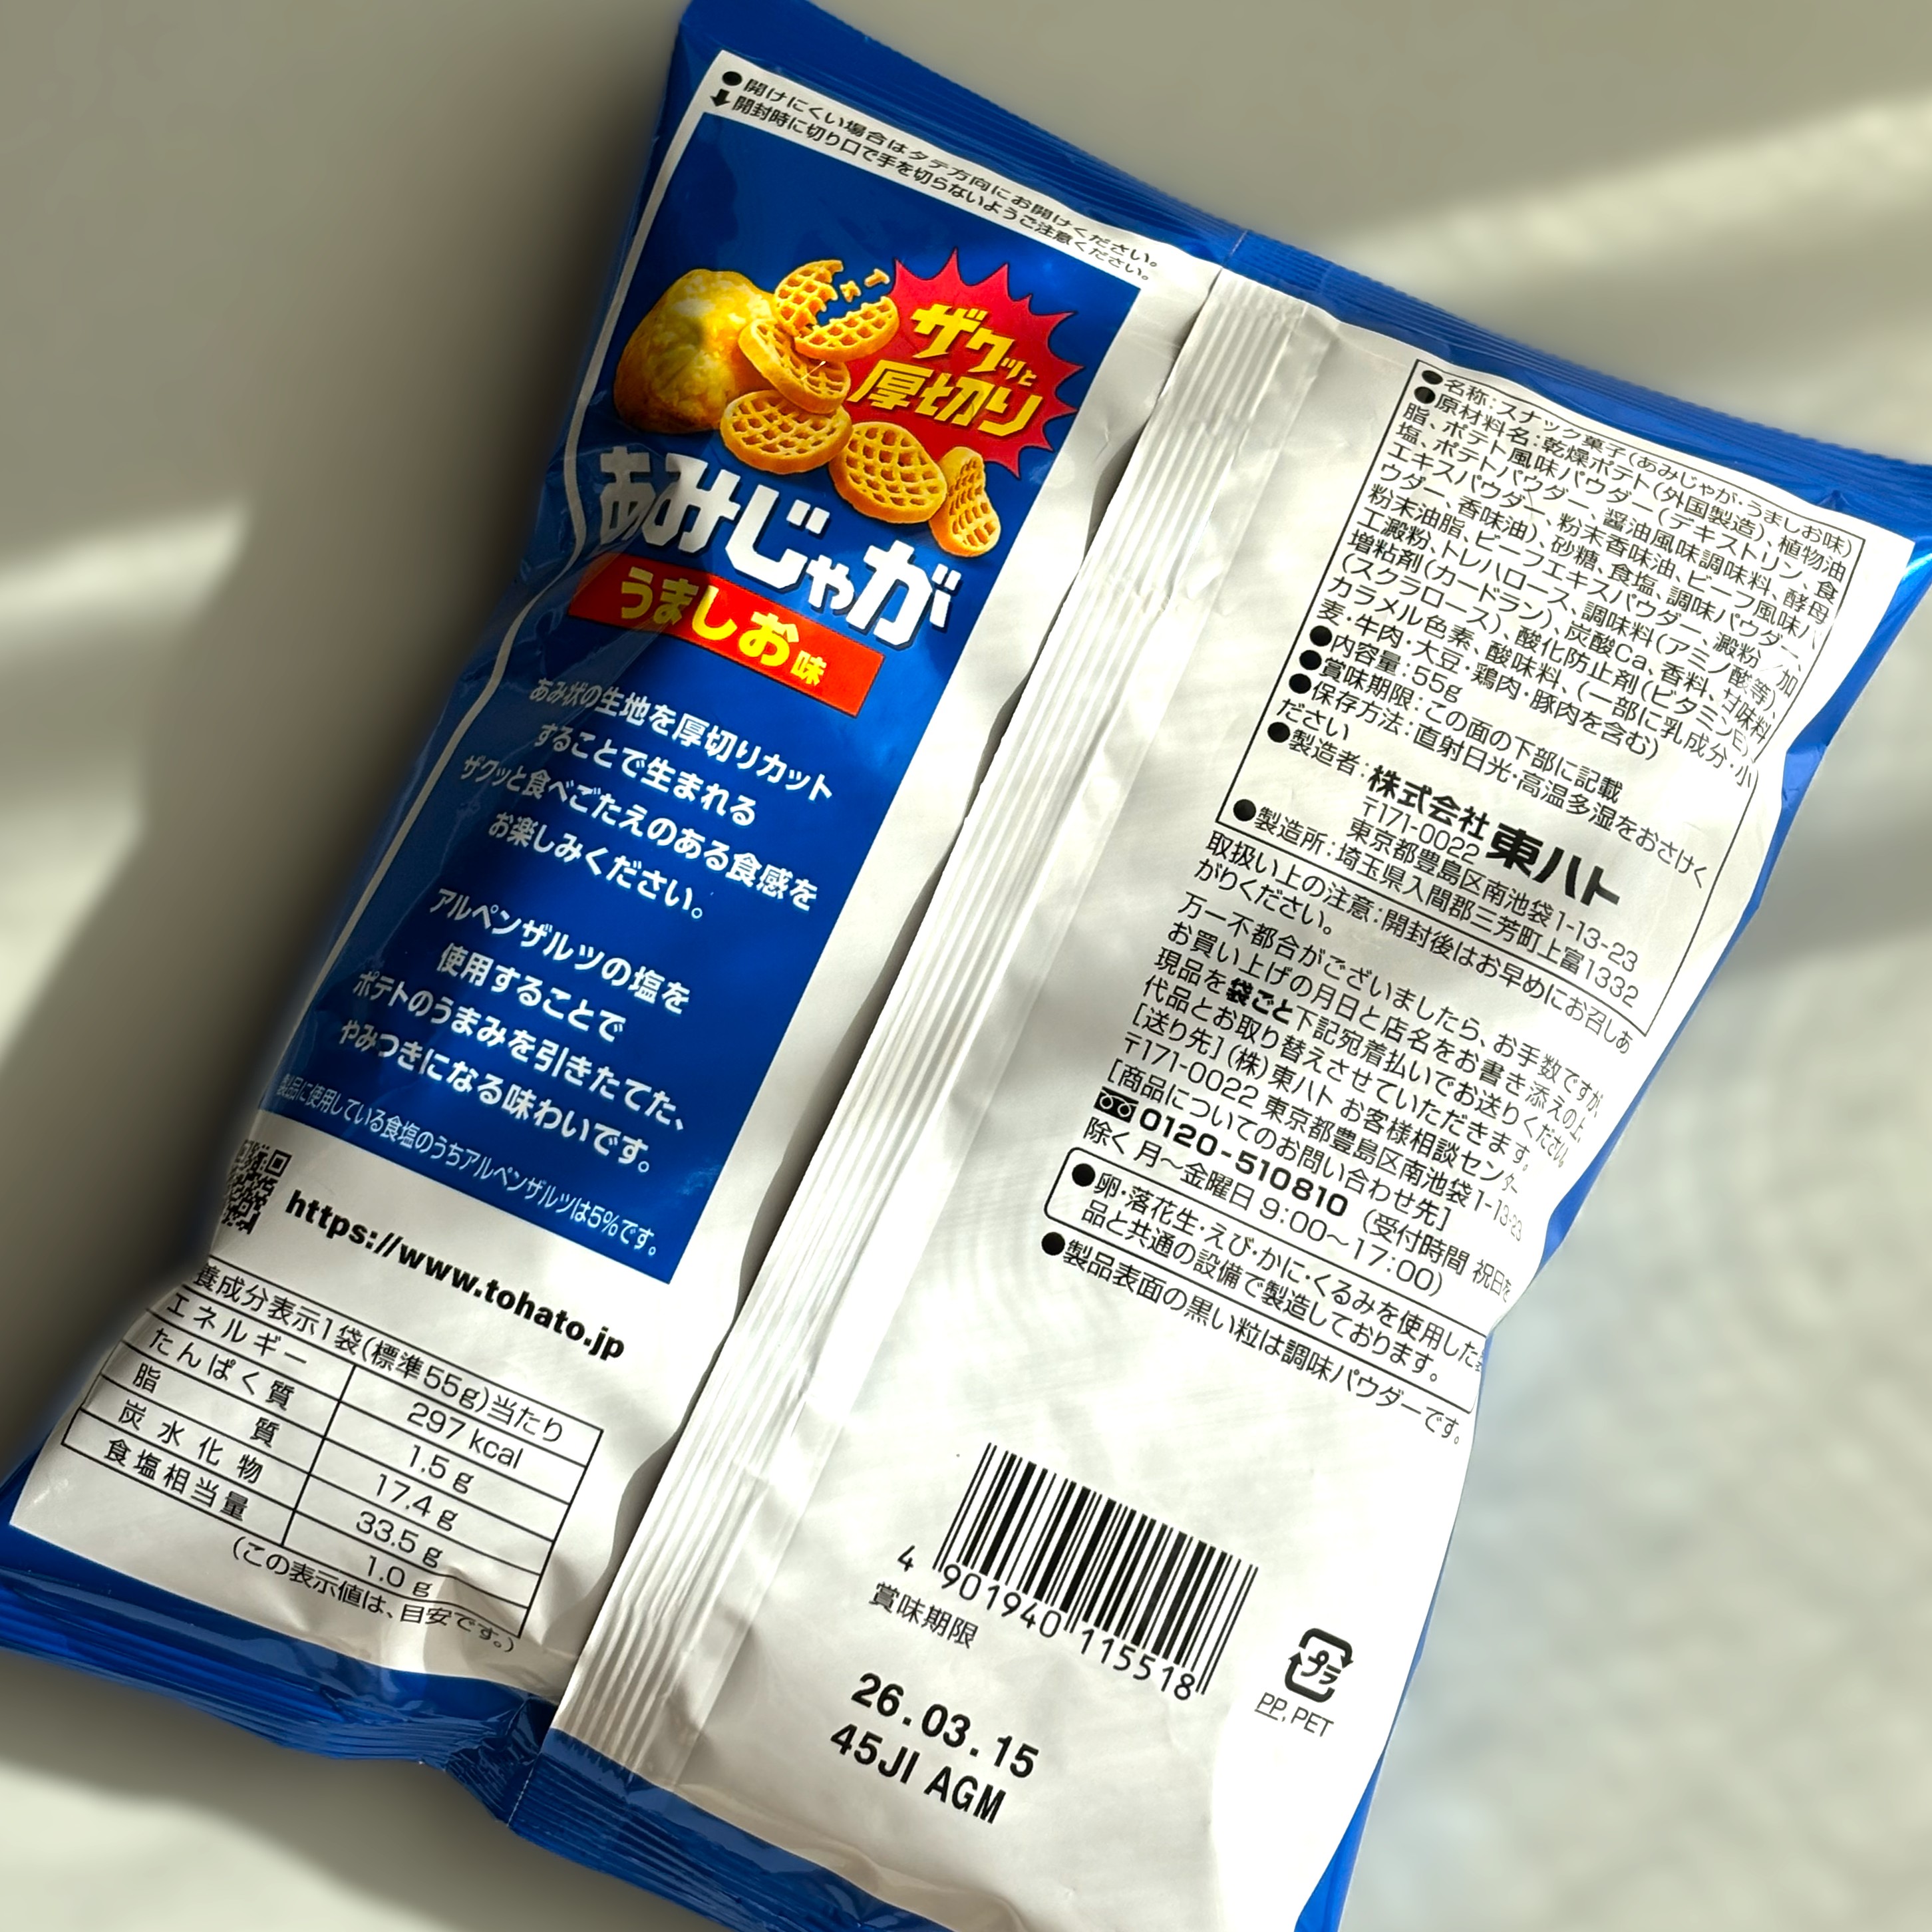 ●開けにくい場合はタテ方向にお開けください。
⬇開封時に切り口で手を切らないようご注意ください。
ザクッと
厚切り
あみじゃが
うましお味
あみ状の生地を厚切りカット
することで生まれる
ザクッと食べごたえのある食感を
お楽しみください。
アルペンザルツの塩を
使用することで
ポテトのうまみを引きたてた、
やみつきになる味わいです。
製品に使用している食塩のうちアルペンザルツは5%です。
https://www.tohato.jp
養成分表示1袋(標準55g)当たり
エネルギー 297 kcal
たんぱく質 1.5 g
脂質 17.4 g
炭水化物 33.5 g
食塩相当量 1.0 g
(この表示値は、目安です。)
●名称:スナック菓子(あみじゃが・うましお味)
●原材料名:乾燥ポテト(外国製造)、植物油
脂、ポテト風味パウダー(デキストリン、食
塩、ポテトパウダー、醤油風味調味料、酵母
エキスパウダー、粉末香味油、ビーフ風味パ
ウダー、香味油)、砂糖、食塩、調味パウダー、
粉末油脂、ビーフエキスパウダー、澱粉/加
工澱粉、トレハロース、調味料(アミノ酸等)、
増粘剤(カードラン)、炭酸Ca、香料、甘味料
(スクラロース)、酸化防止剤(ビタミンE)、
カラメル色素、酸味料、(一部に乳成分・小
麦・牛肉・大豆・鶏肉・豚肉を含む)
●内容量:55g
●賞味期限:この面の下部に記載
●保存方法:直射日光・高温多湿をおさけく
ださい
●製造者:株式会社東ハト
〒171-0022
東京都豊島区南池袋1-13-23
●製造所:埼玉県入間郡三芳町上富1332
取扱い上の注意:開封後はお早めにお召しあ
がりください。
万一不都合がございましたら、お手数ですが、
お買い上げの月日と店名をお書き添えの上、
現品を袋ごと下記宛着払いでお送りください。
代品とお取り替えさせていただきます。
[送り先](株)東ハト お客様相談センター
〒171-0022 東京都豊島区南池袋1-13-23
[商品についてのお問い合わせ先]
0120-510810(受付時間 祝日を
除く月～金曜日 9:00～17:00)
●卵・落花生・えび・かに・くるみを使用した製
品と共通の設備で製造しております。
●製品表面の黒い粒は調味パウダーです。
4 901940 115518
賞味期限
26.03.15
45JI AGM
プラ
PP, PET